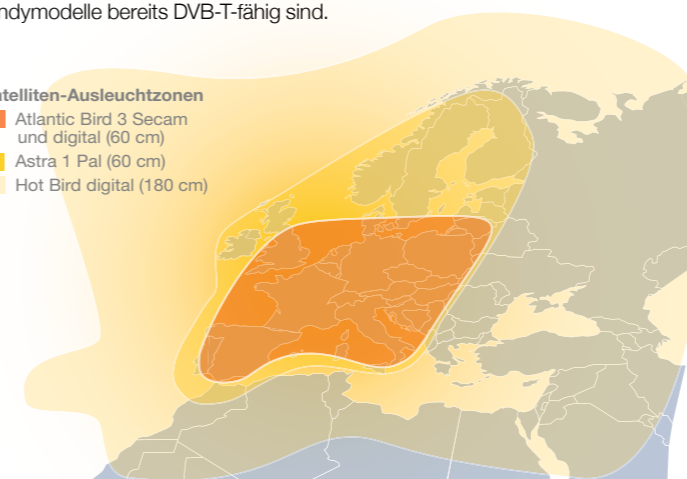 ndymodelle bereits DVB-T-fähig sind.
atelliten-Ausleuchtzonen
Atlantic Bird 3 Secam
und digital (60 cm)
Astra 1 Pal (60 cm)
Hot Bird digital (180 cm)